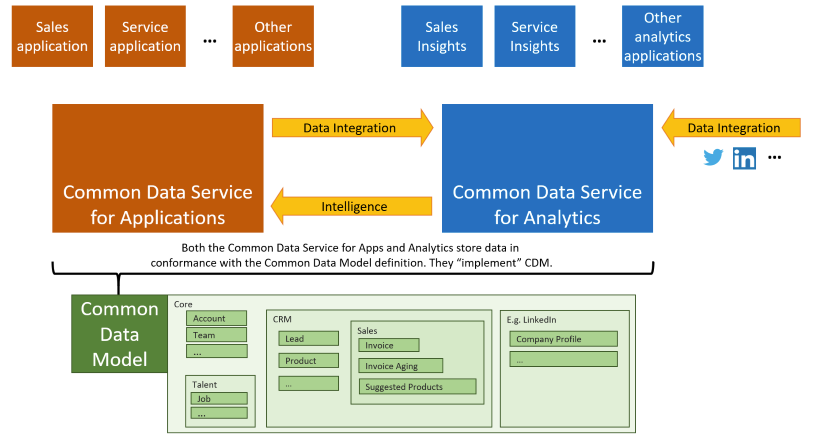 Sales
application
Service
application
...
Other
applications
Sales
Insights
Service
Insights
...
Other
analytics
applications
Common Data Service
for Applications
Data Integration
Intelligence
Common Data Service
for Analytics
Data Integration
in
...
Both the Common Data Service for Apps and Analytics store data in
conformance with the Common Data Model definition. They “implement” CDM.
Common
Data
Model
Core
Account
Team
...
Talent
Job
...
CRM
Lead
Product
...
Sales
Invoice
Invoice Aging
Suggested Products
E.g. LinkedIn
Company Profile
...